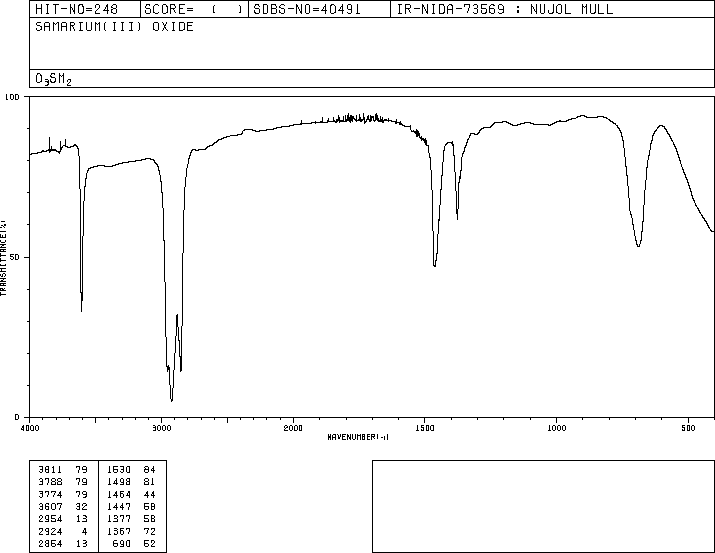 HIT-NO=248 SCORE= ( ) SDBS-NO=40491 IR-NIDA-73569 : NUJOL MULL
SAMARIUM(III) OXIDE
O3SM2
100
50
0
TRANSMITTANCE(%)
4000 3000 2000 1500 1000 500
WAVENUMBER(-1)
3811 79 1530 84
3788 79 1498 81
3774 79 1464 44
3607 32 1447 58
2954 13 1377 58
2924 4 1367 72
2854 13 690 52